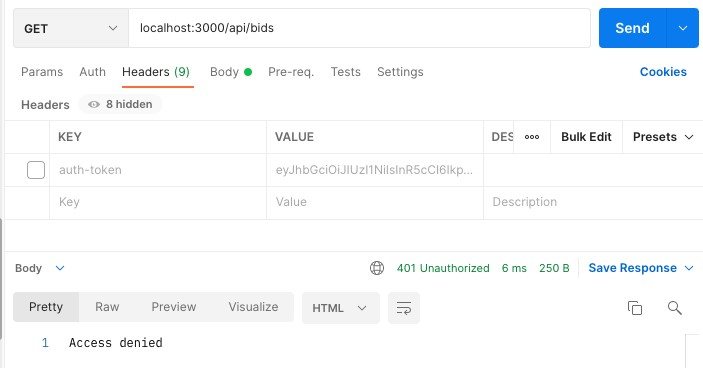 GET localhost:3000/api/bids Send
Params Auth Headers (9) Body Pre-req. Tests Settings Cookies
Headers 8 hidden
KEY VALUE DES ooo Bulk Edit Presets
auth-token eyJhbGciOiJIUzI1NiIsInR5cCI6Ikp...
Key Value Description
Body 401 Unauthorized 6 ms 250 B Save Response
Pretty Raw Preview Visualize HTML
1 Access denied